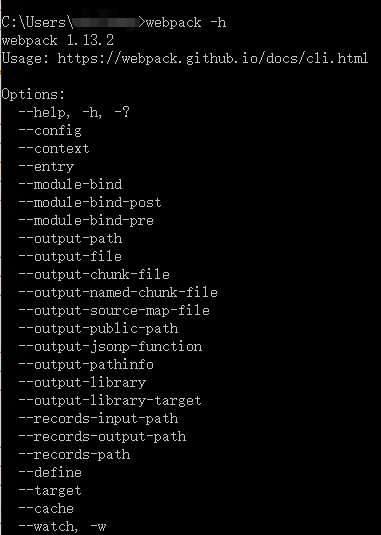 C:\Users\ >webpack -h
webpack 1.13.2
Usage: https://webpack.github.io/docs/cli.html
Options:
--help, -h, -?
--config
--context
--entry
--module-bind
--module-bind-post
--module-bind-pre
--output-path
--output-file
--output-chunk-file
--output-named-chunk-file
--output-source-map-file
--output-public-path
--output-jsonp-function
--output-pathinfo
--output-library
--output-library-target
--records-input-path
--records-output-path
--records-path
--define
--target
--cache
--watch, -w